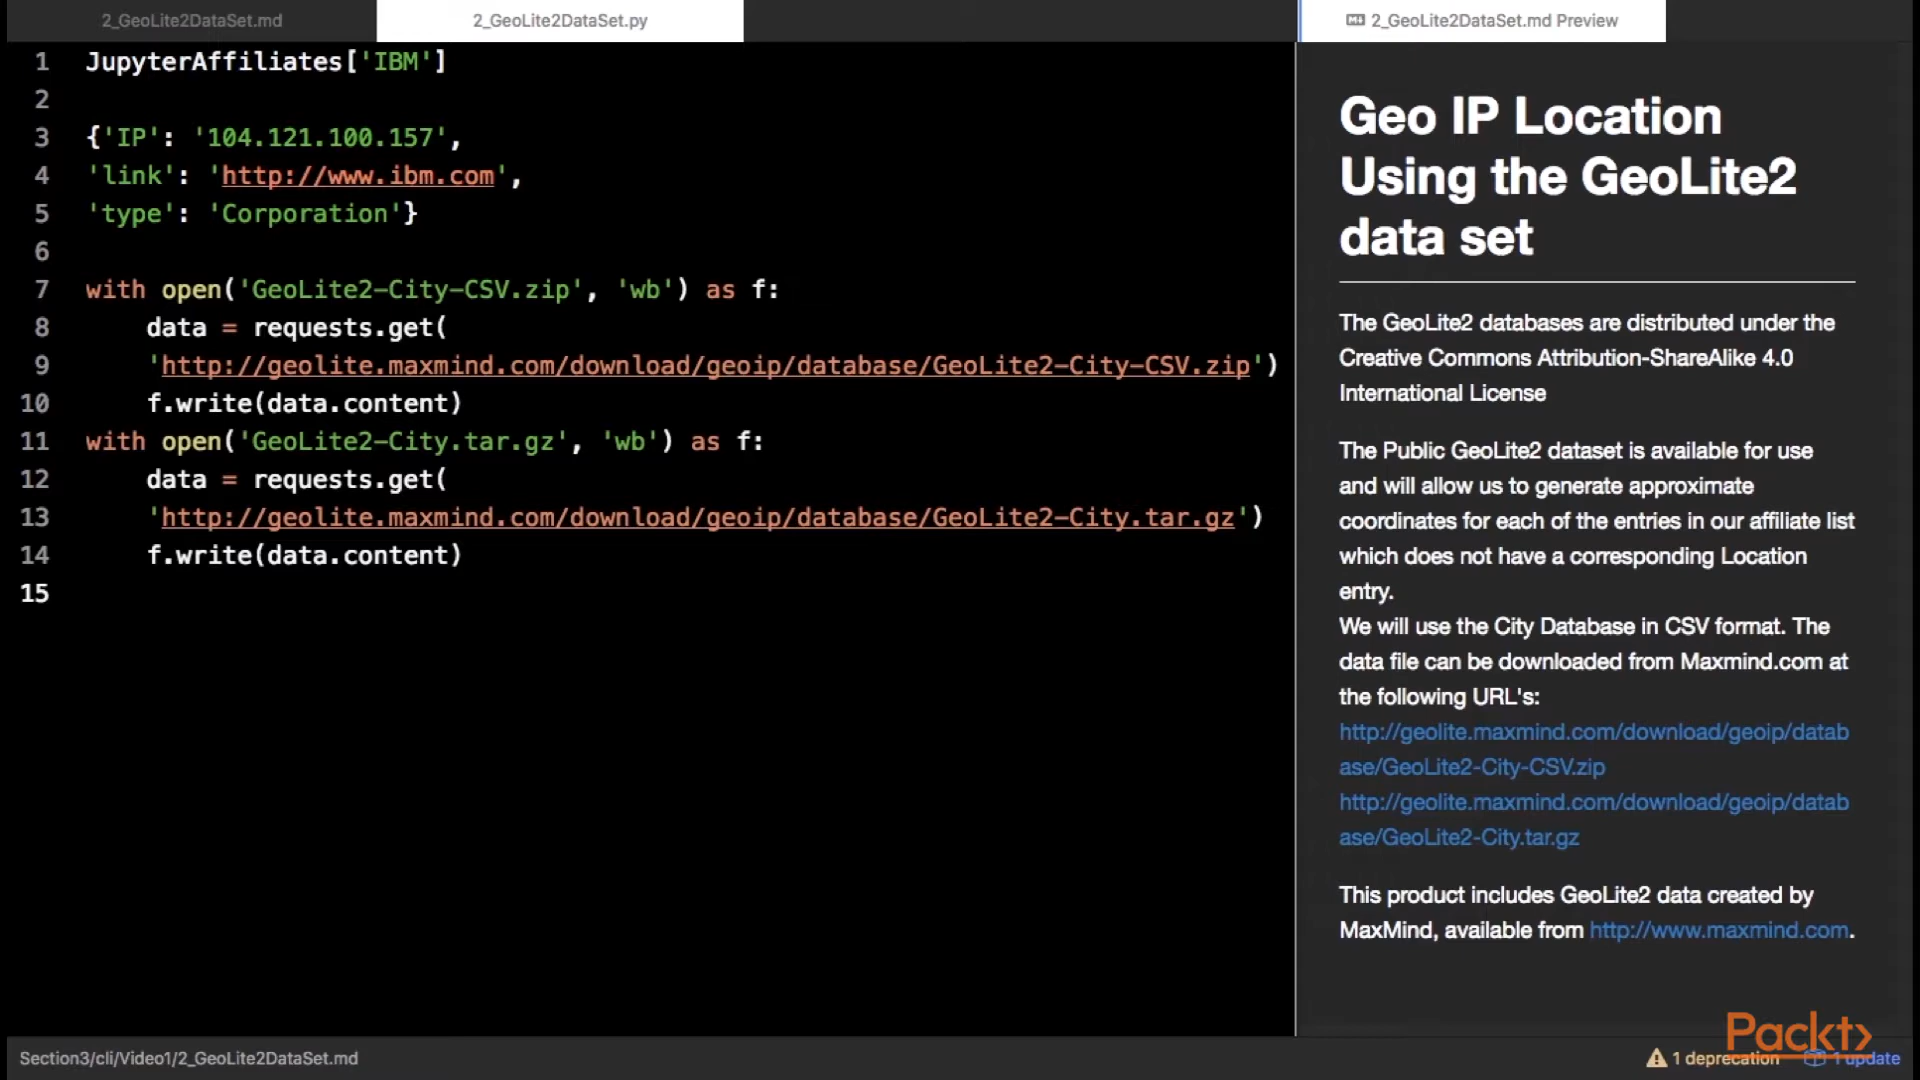 2_GeoLite2DataSet.md
2_GeoLite2DataSet.py
2_GeoLite2DataSet.md Preview
1 JupyterAffiliates['IBM']
2
3 {'IP': '104.121.100.157',
4 'link': 'http://www.ibm.com',
5 'type': 'Corporation'}
6
7 with open('GeoLite2-City-CSV.zip', 'wb') as f:
8 data = requests.get(
9 'http://geolite.maxmind.com/download/geoip/database/GeoLite2-City-CSV.zip')
10 f.write(data.content)
11 with open('GeoLite2-City.tar.gz', 'wb') as f:
12 data = requests.get(
13 'http://geolite.maxmind.com/download/geoip/database/GeoLite2-City.tar.gz')
14 f.write(data.content)
15
Geo IP Location
Using the GeoLite2
data set
The GeoLite2 databases are distributed under the
Creative Commons Attribution-ShareAlike 4.0
International License
The Public GeoLite2 dataset is available for use
and will allow us to generate approximate
coordinates for each of the entries in our affiliate list
which does not have a corresponding Location
entry.
We will use the City Database in CSV format. The
data file can be downloaded from Maxmind.com at
the following URL's:
http://geolite.maxmind.com/download/geoip/datab
ase/GeoLite2-City-CSV.zip
http://geolite.maxmind.com/download/geoip/datab
ase/GeoLite2-City.tar.gz
This product includes GeoLite2 data created by
MaxMind, available from http://www.maxmind.com.
Packt
Section3/cli/Video1/2_GeoLite2DataSet.md
1 deprecation
1 update